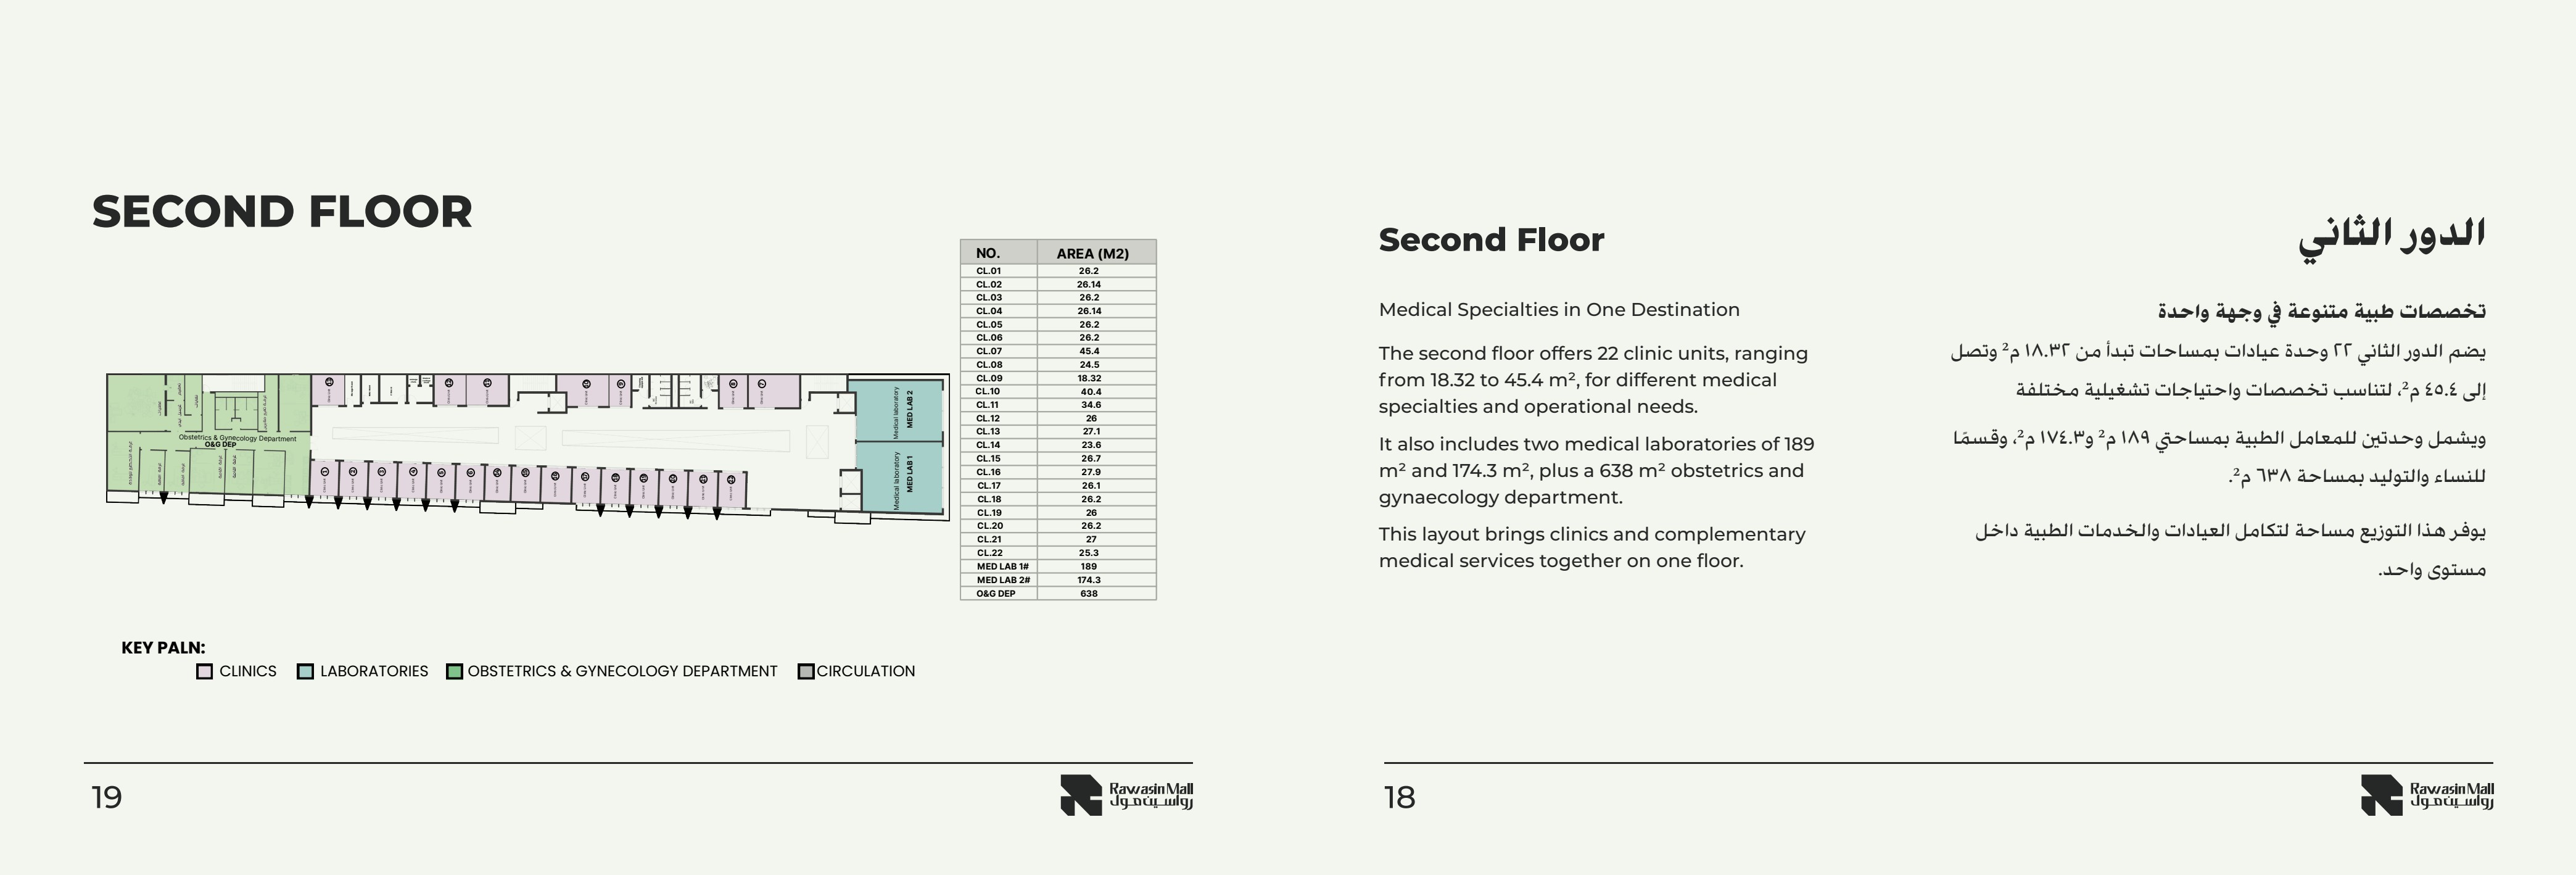 SECOND FLOOR
NO. AREA (M2)
CL.01 26.2
CL.02 26.14
CL.03 26.2
CL.04 26.14
CL.05 26.2
CL.06 26.2
CL.07 45.4
CL.08 24.5
CL.09 18.32
CL.10 40.4
CL.11 34.6
CL.12 26
CL.13 27.1
CL.14 23.6
CL.15 26.7
CL.16 27.9
CL.17 26.1
CL.18 26.2
CL.19 26
CL.20 26.2
CL.21 27
CL.22 25.3
MED LAB 1# 189
MED LAB 2# 174.3
O&G DEP 638
Obstetrics & Gynecology Department
O&G DEP
Medical laboratory
MED LAB 2
Medical laboratory
MED LAB 1
KEY PALN:
CLINICS LABORATORIES OBSTETRICS & GYNECOLOGY DEPARTMENT CIRCULATION
19
Rawasin Mall
رواسين مول
Second Floor
Medical Specialties in One Destination
The second floor offers 22 clinic units, ranging
from 18.32 to 45.4 m², for different medical
specialties and operational needs.
It also includes two medical laboratories of 189
m² and 174.3 m², plus a 638 m² obstetrics and
gynaecology department.
This layout brings clinics and complementary
medical services together on one floor.
الدور الثاني
تخصصات طبية متنوعة في وجهة واحدة
يضم الدور الثاني ٢٢ وحدة عيادات بمساحات تبدأ من ١٨.٣٢ م² وتصل
إلى ٤٥.٤ م²، لتناسب تخصصات واحتياجات تشغيلية مختلفة
ويشمل وحدتين للمعامل الطبية بمساحتي ١٨٩ م² و١٧٤.٣ م²، وقسمًا
للنساء والتوليد بمساحة ٦٣٨ م².
يوفر هذا التوزيع مساحة لتكامل العيادات والخدمات الطبية داخل
مستوى واحد.
18
Rawasin Mall
رواسين مول